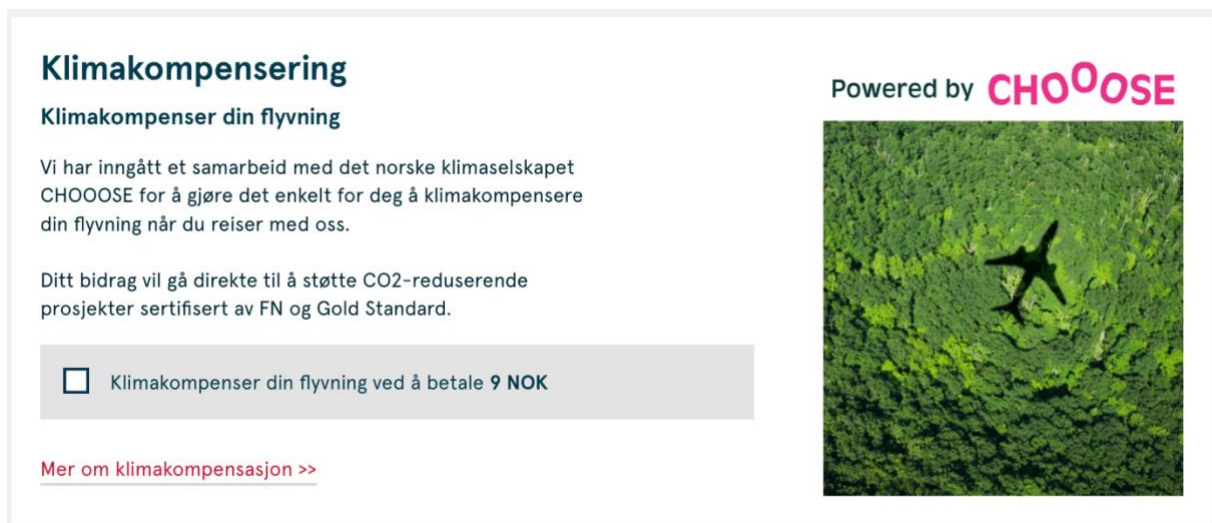 Klimakompensering
Klimakompenser din flyvning
Vi har inngått et samarbeid med det norske klimaselskapet
CHOOOSE for å gjøre det enkelt for deg å klimakompensere
din flyvning når du reiser med oss.
Ditt bidrag vil gå direkte til å støtte CO2-reduserende
prosjekter sertifisert av FN og Gold Standard.
Klimakompenser din flyvning ved å betale 9 NOK
Mer om klimakompensasjon >>
Powered by CHOOOSE